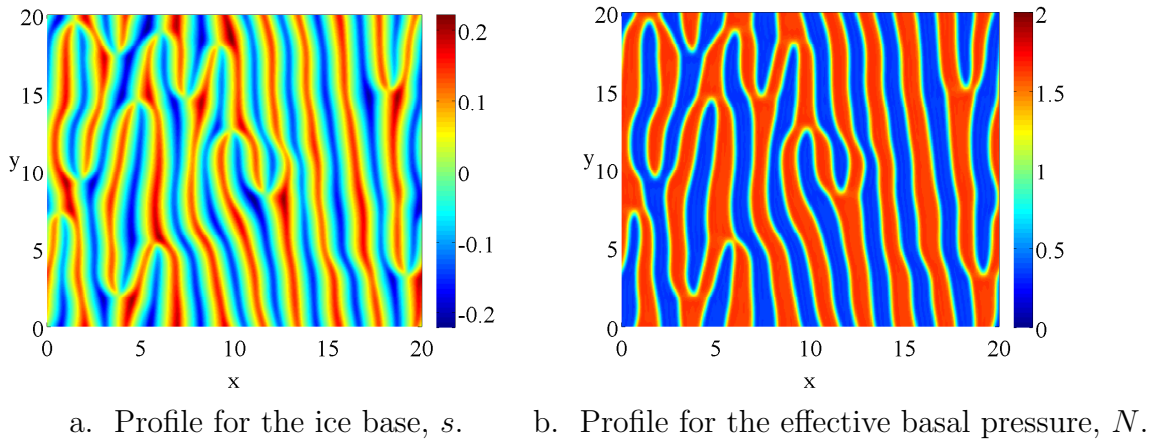 20
15
y
10
5
0
0 5 10 15 20
x
0.2
0.1
0
-0.1
-0.2
a. Profile for the ice base, s.
20
15
y
10
5
0
0 5 10 15 20
x
2
1.5
1
0.5
0
b. Profile for the effective basal pressure, N.